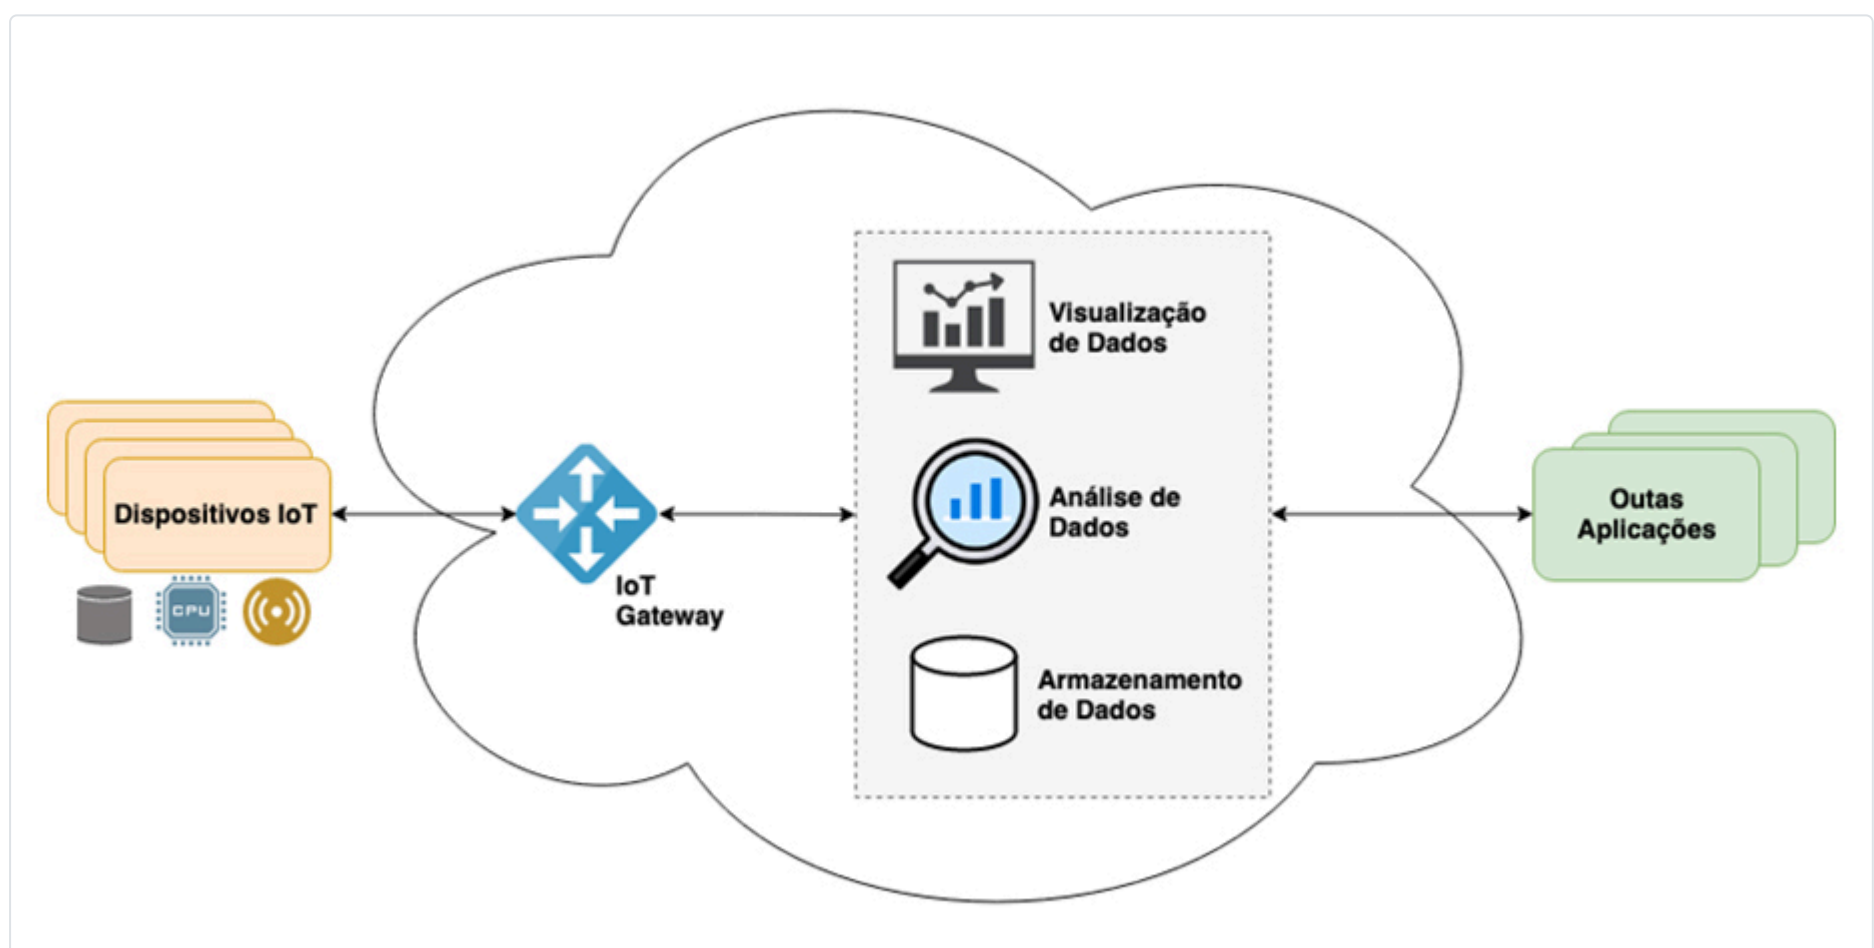 Visualização
de Dados
Dispositivos IoT
CPU
IoT
Gateway
Análise de
Dados
Armazenamento
de Dados
Outas
Aplicações